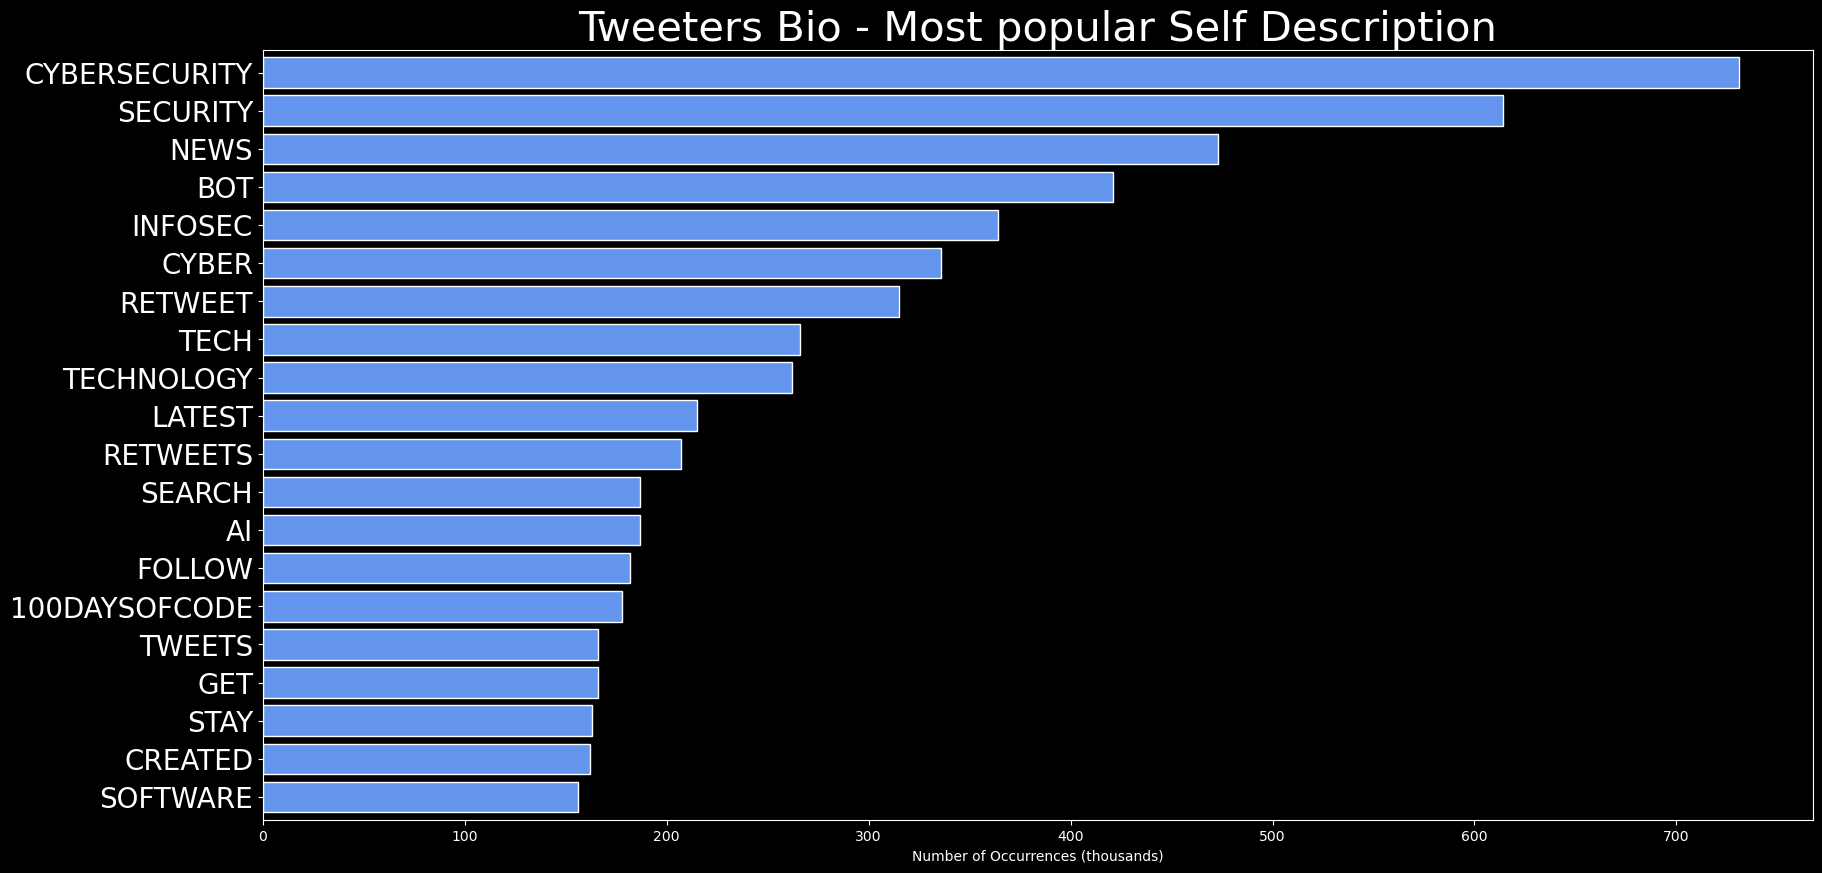 Tweeters Bio - Most popular Self Description
CYBERSECURITY
SECURITY
NEWS
BOT
INFOSEC
CYBER
RETWEET
TECH
TECHNOLOGY
LATEST
RETWEETS
SEARCH
AI
FOLLOW
100DAYSOFCODE
TWEETS
GET
STAY
CREATED
SOFTWARE
0 100 200 300 400 500 600 700
Number of Occurrences (thousands)